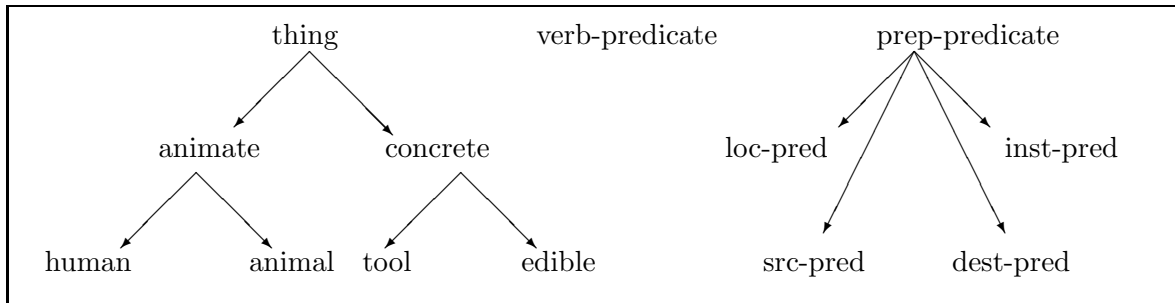 thing verb-predicate prep-predicate
animate concrete loc-pred inst-pred
human animal tool edible src-pred dest-pred